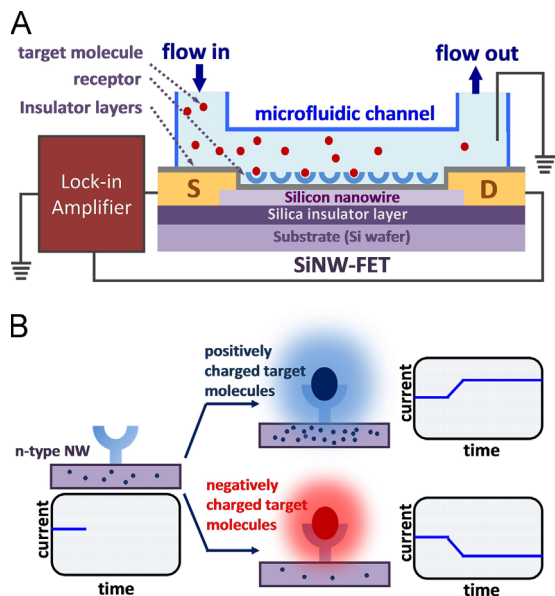 A
flow in
flow out
target molecule
receptor
Insulator layers
microfluidic channel
Lock-in
Amplifier
S
D
Silicon nanowire
Silica insulator layer
Substrate (Si wafer)
SiNW-FET
B
positively
charged target
molecules
current
time
n-type NW
current
time
negatively
charged target
molecules
current
time